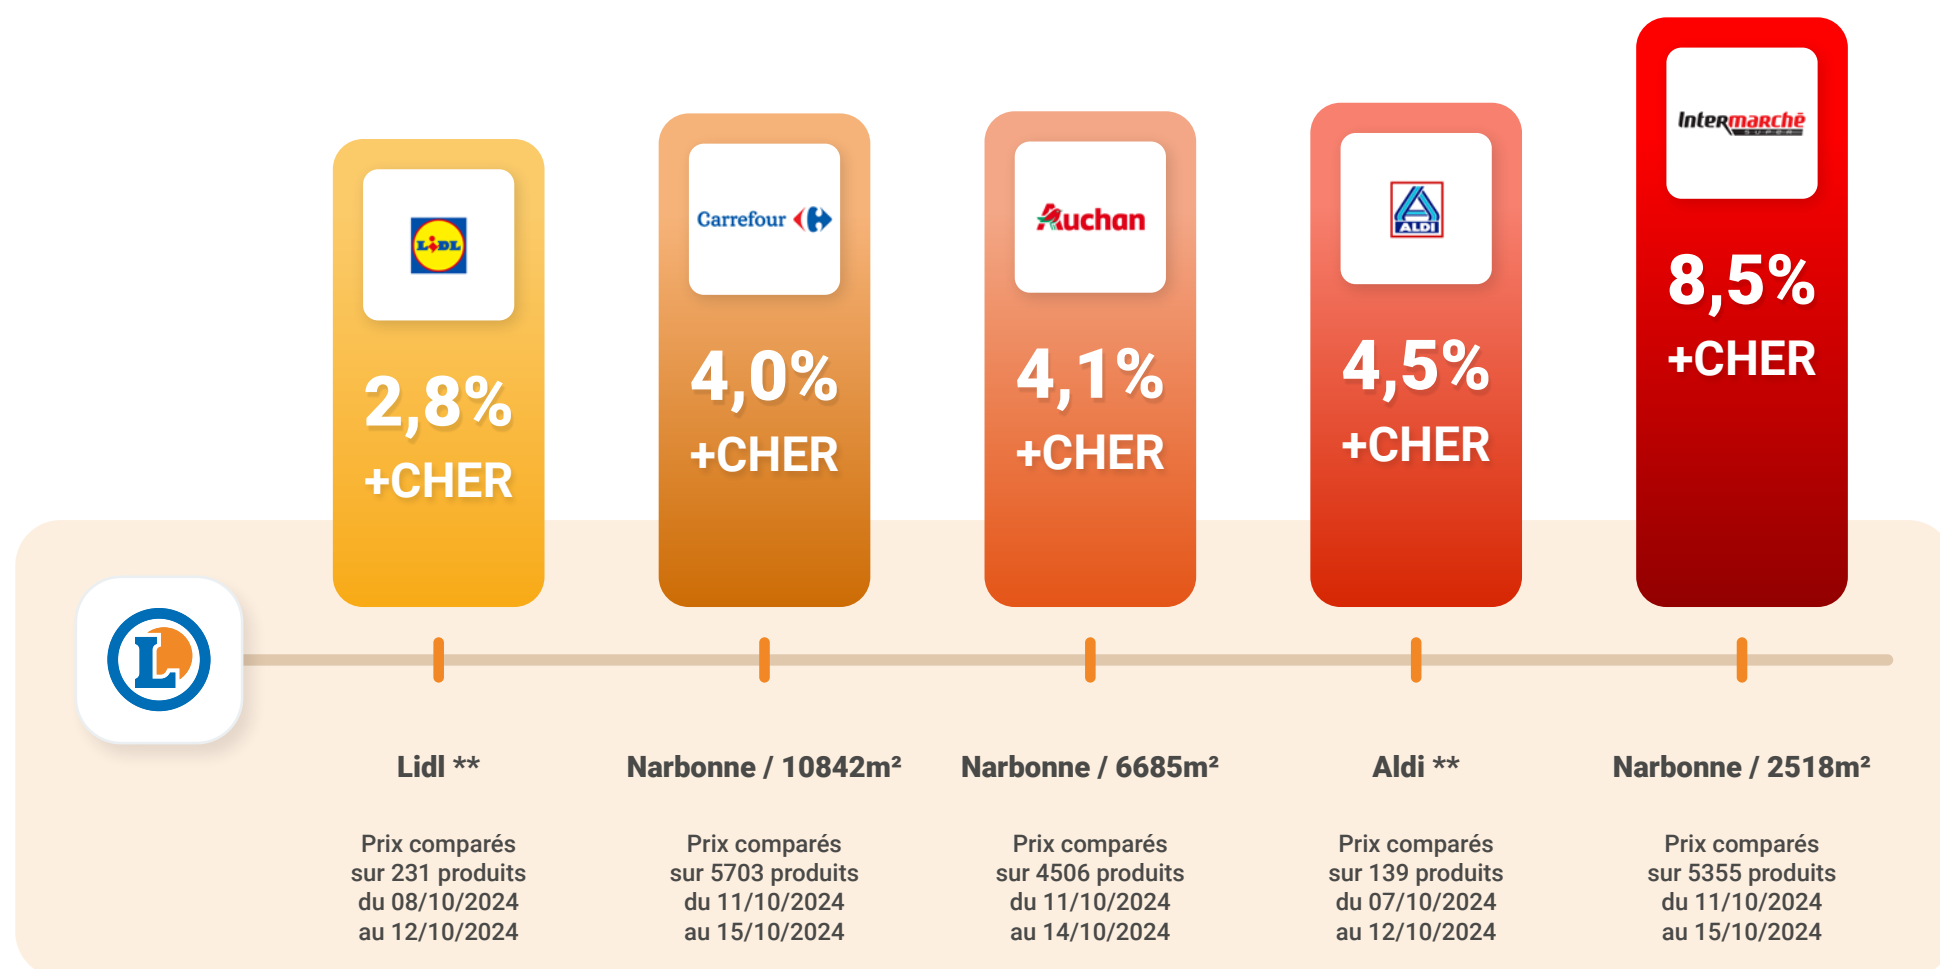 LIDL
2,8%
+CHER
Carrefour
4,0%
+CHER
Auchan
4,1%
+CHER
ALDI
4,5%
+CHER
Intermarchē
SUPER
8,5%
+CHER
L
Lidl **
Prix comparés
sur 231 produits
du 08/10/2024
au 12/10/2024
Narbonne / 10842m²
Prix comparés
sur 5703 produits
du 11/10/2024
au 15/10/2024
Narbonne / 6685m²
Prix comparés
sur 4506 produits
du 11/10/2024
au 14/10/2024
Aldi **
Prix comparés
sur 139 produits
du 07/10/2024
au 12/10/2024
Narbonne / 2518m²
Prix comparés
sur 5355 produits
du 11/10/2024
au 15/10/2024